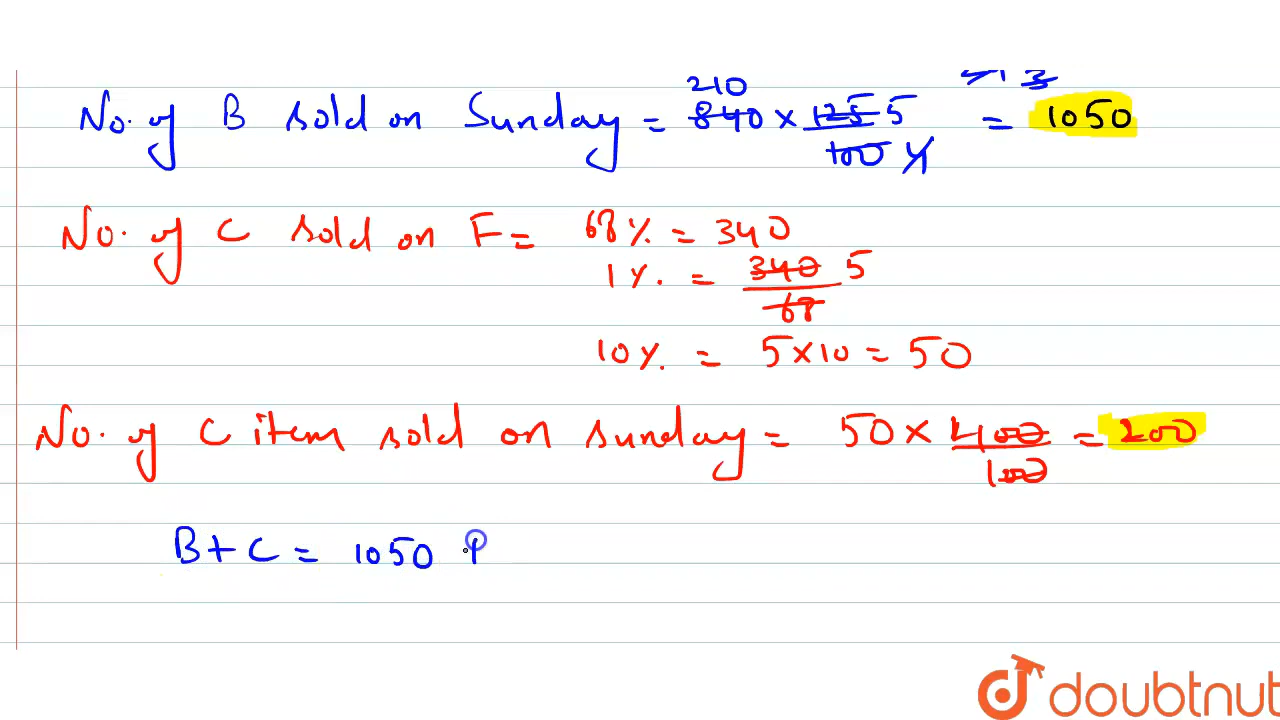 210
No. of B sold on Sunday = 840 × 125 5 / 100 4 = 1050
No. of C sold on F = 68%. = 340
1%. = 340 5 / 68
10%. = 5×10 = 50
No. of C item sold on sunday = 50 × 400 / 100 = 200
B + C = 1050
doubtnut